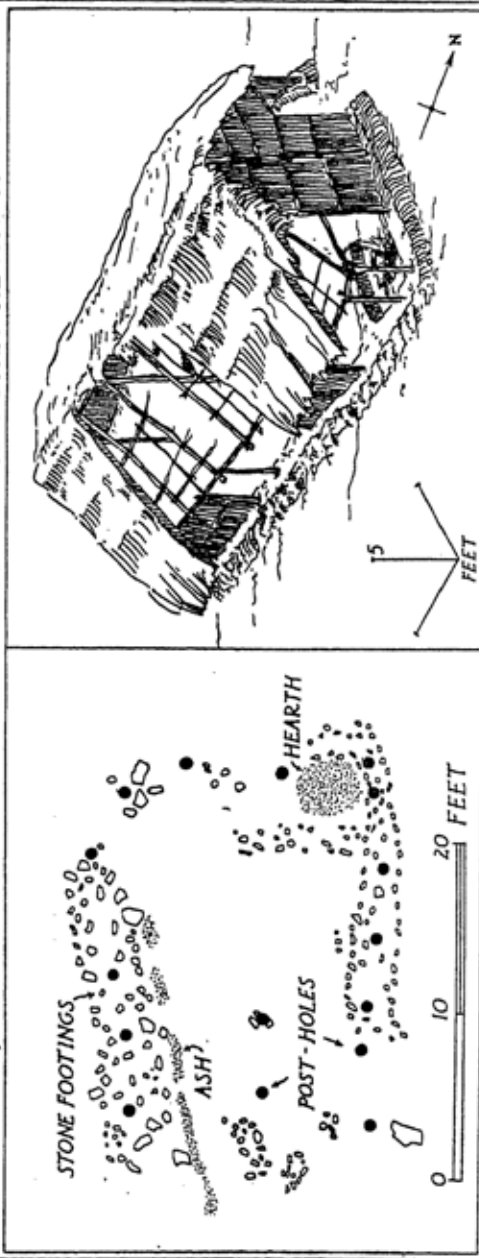 STONE FOOTINGS
ASH
HEARTH
POST-HOLES
0 10 20 FEET
N
5
FEET